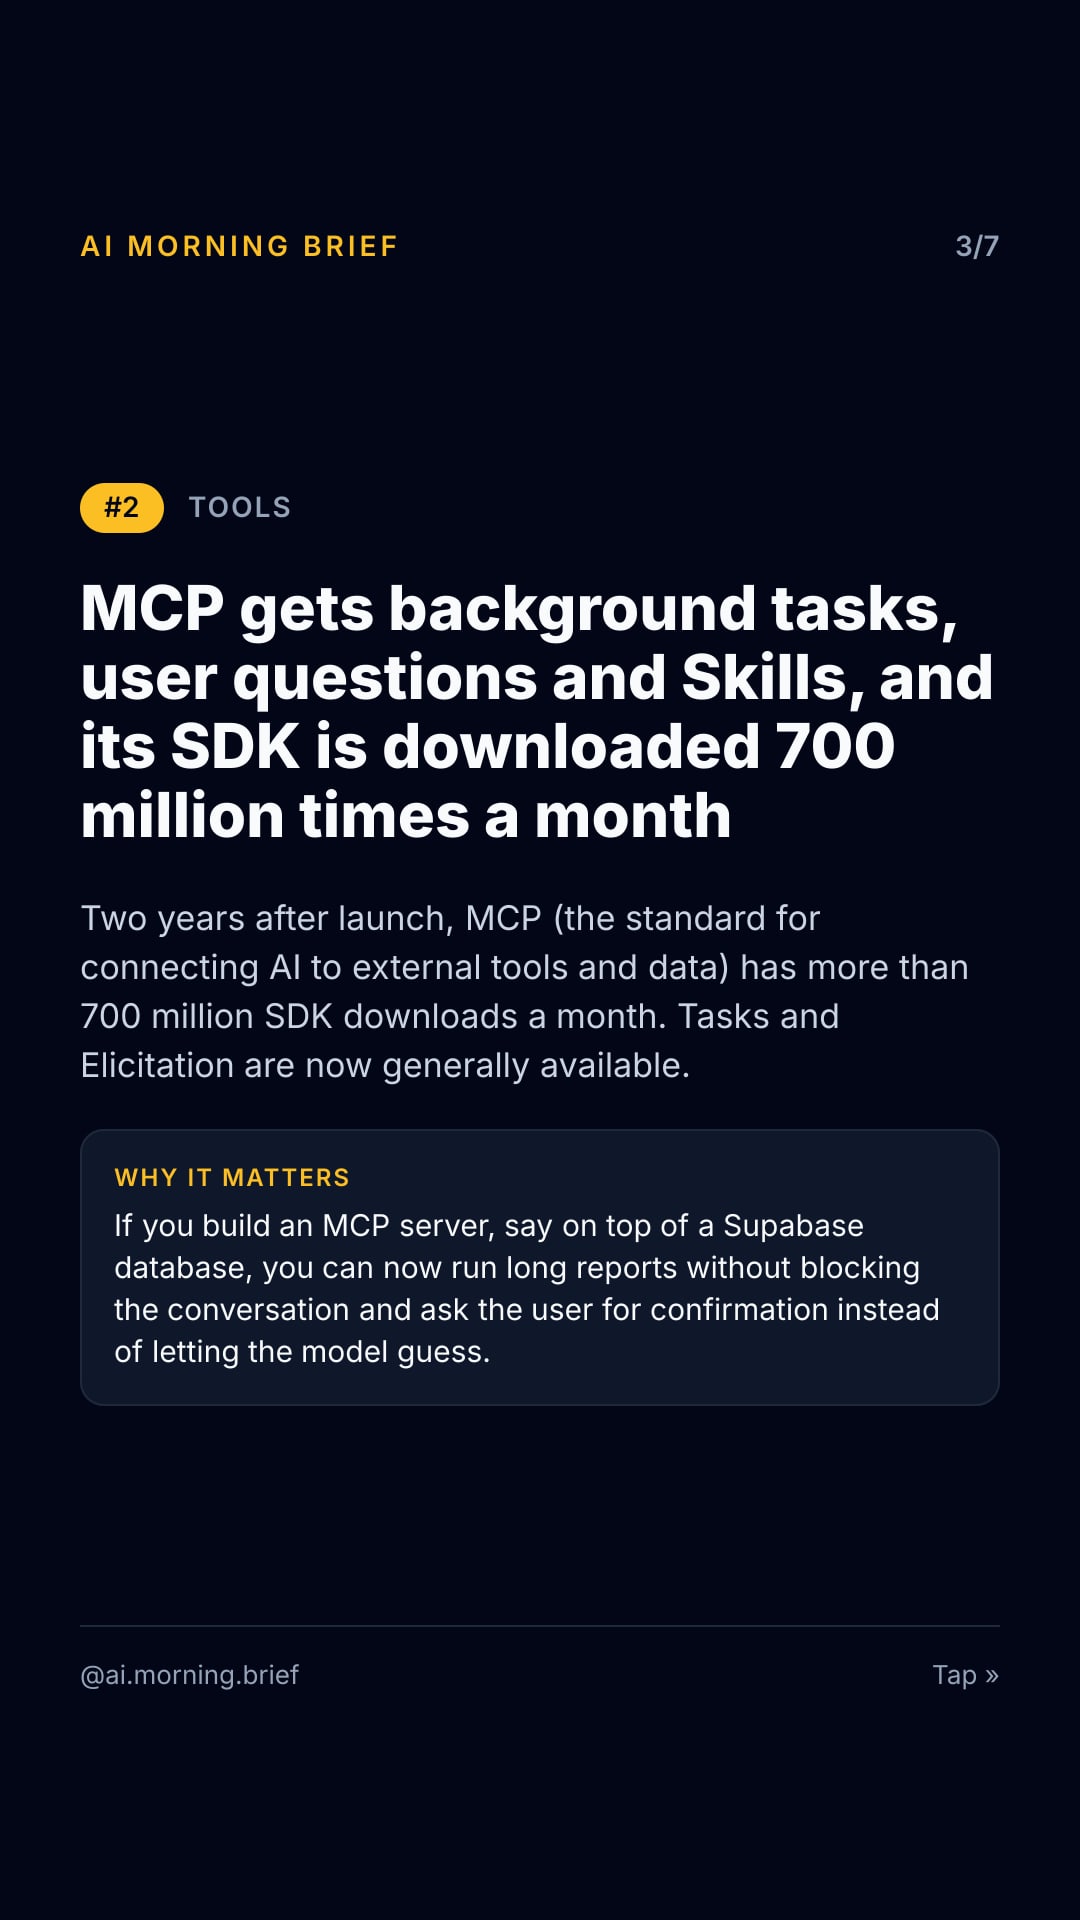 AI MORNING BRIEF
3/7
#2
TOOLS
MCP gets background tasks,
user questions and Skills, and
its SDK is downloaded 700
million times a month
Two years after launch, MCP (the standard for
connecting AI to external tools and data) has more than
700 million SDK downloads a month. Tasks and
Elicitation are now generally available.
WHY IT MATTERS
If you build an MCP server, say on top of a Supabase
database, you can now run long reports without blocking
the conversation and ask the user for confirmation instead
of letting the model guess.
@ai.morning.brief
Tap »